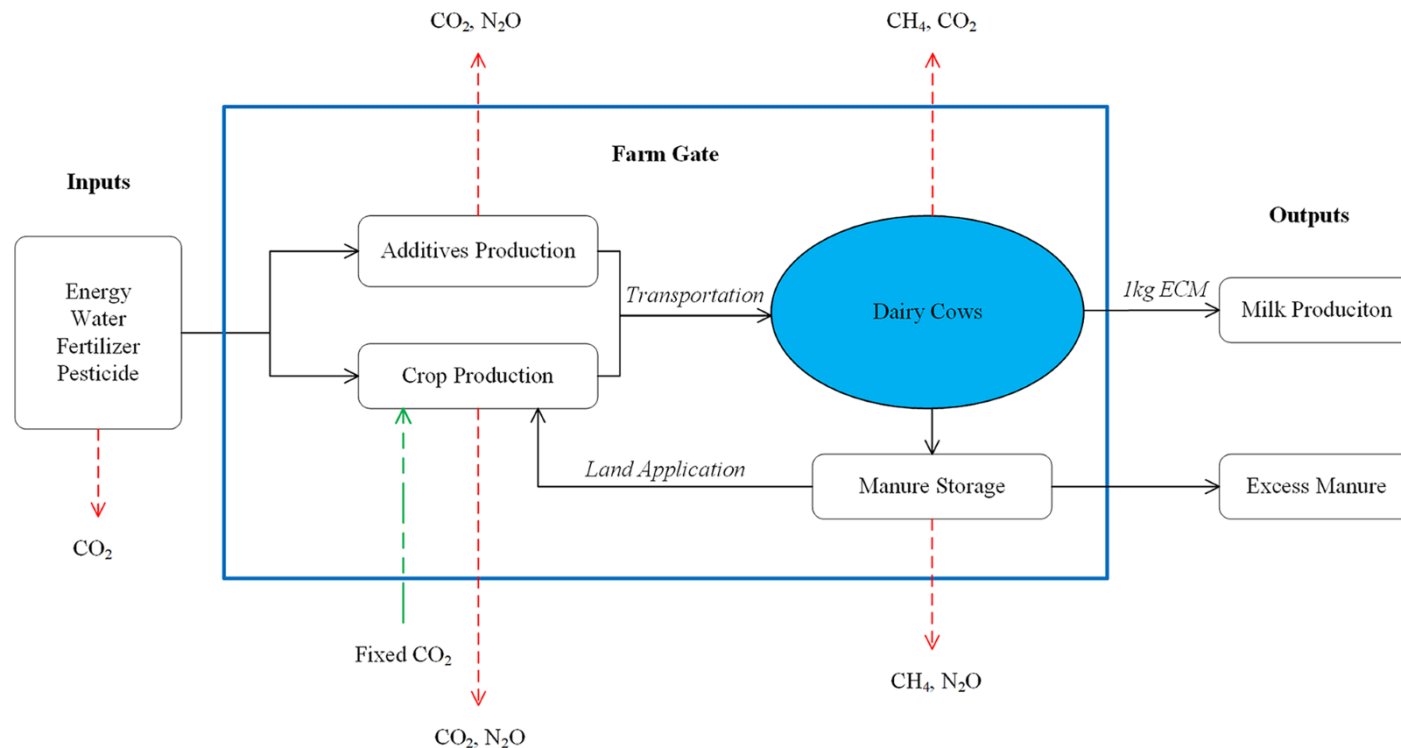 CO₂, N₂O
CH₄, CO₂
Farm Gate
Inputs
Outputs
Additives Production
Energy
Water
Fertilizer
Pesticide
Transportation
Dairy Cows
1kg ECM
Milk Produciton
Crop Production
Land Application
Manure Storage
Excess Manure
CO₂
Fixed CO₂
CH₄, N₂O
CO₂, N₂O